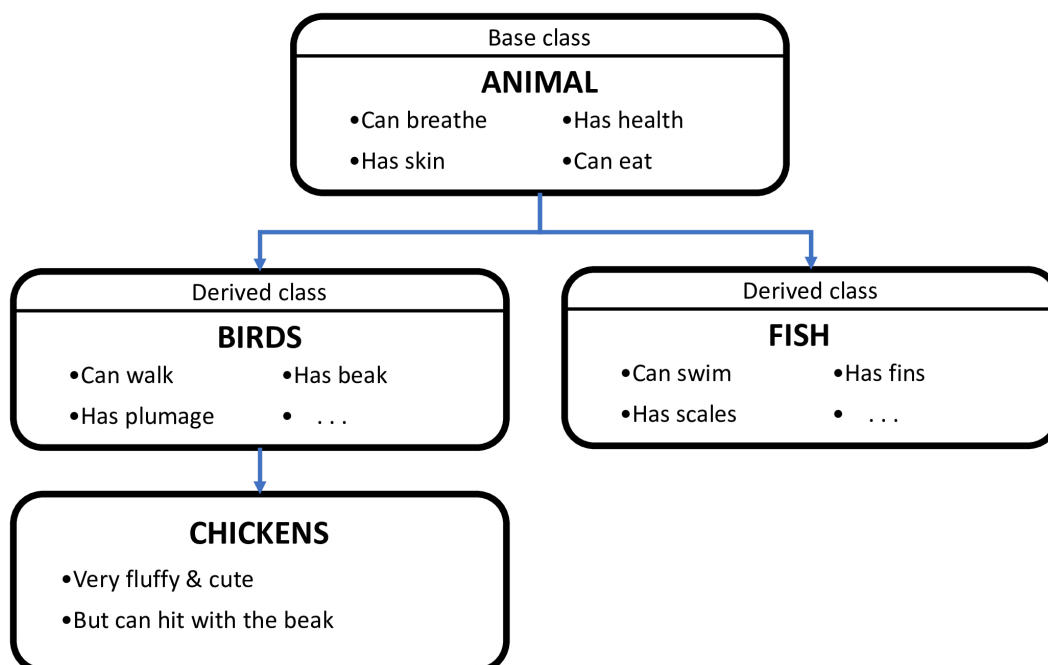 Base class
ANIMAL
•Can breathe •Has health
•Has skin •Can eat
Derived class
BIRDS
•Can walk •Has beak
•Has plumage • . . .
Derived class
FISH
•Can swim •Has fins
•Has scales • . . .
CHICKENS
•Very fluffy & cute
•But can hit with the beak